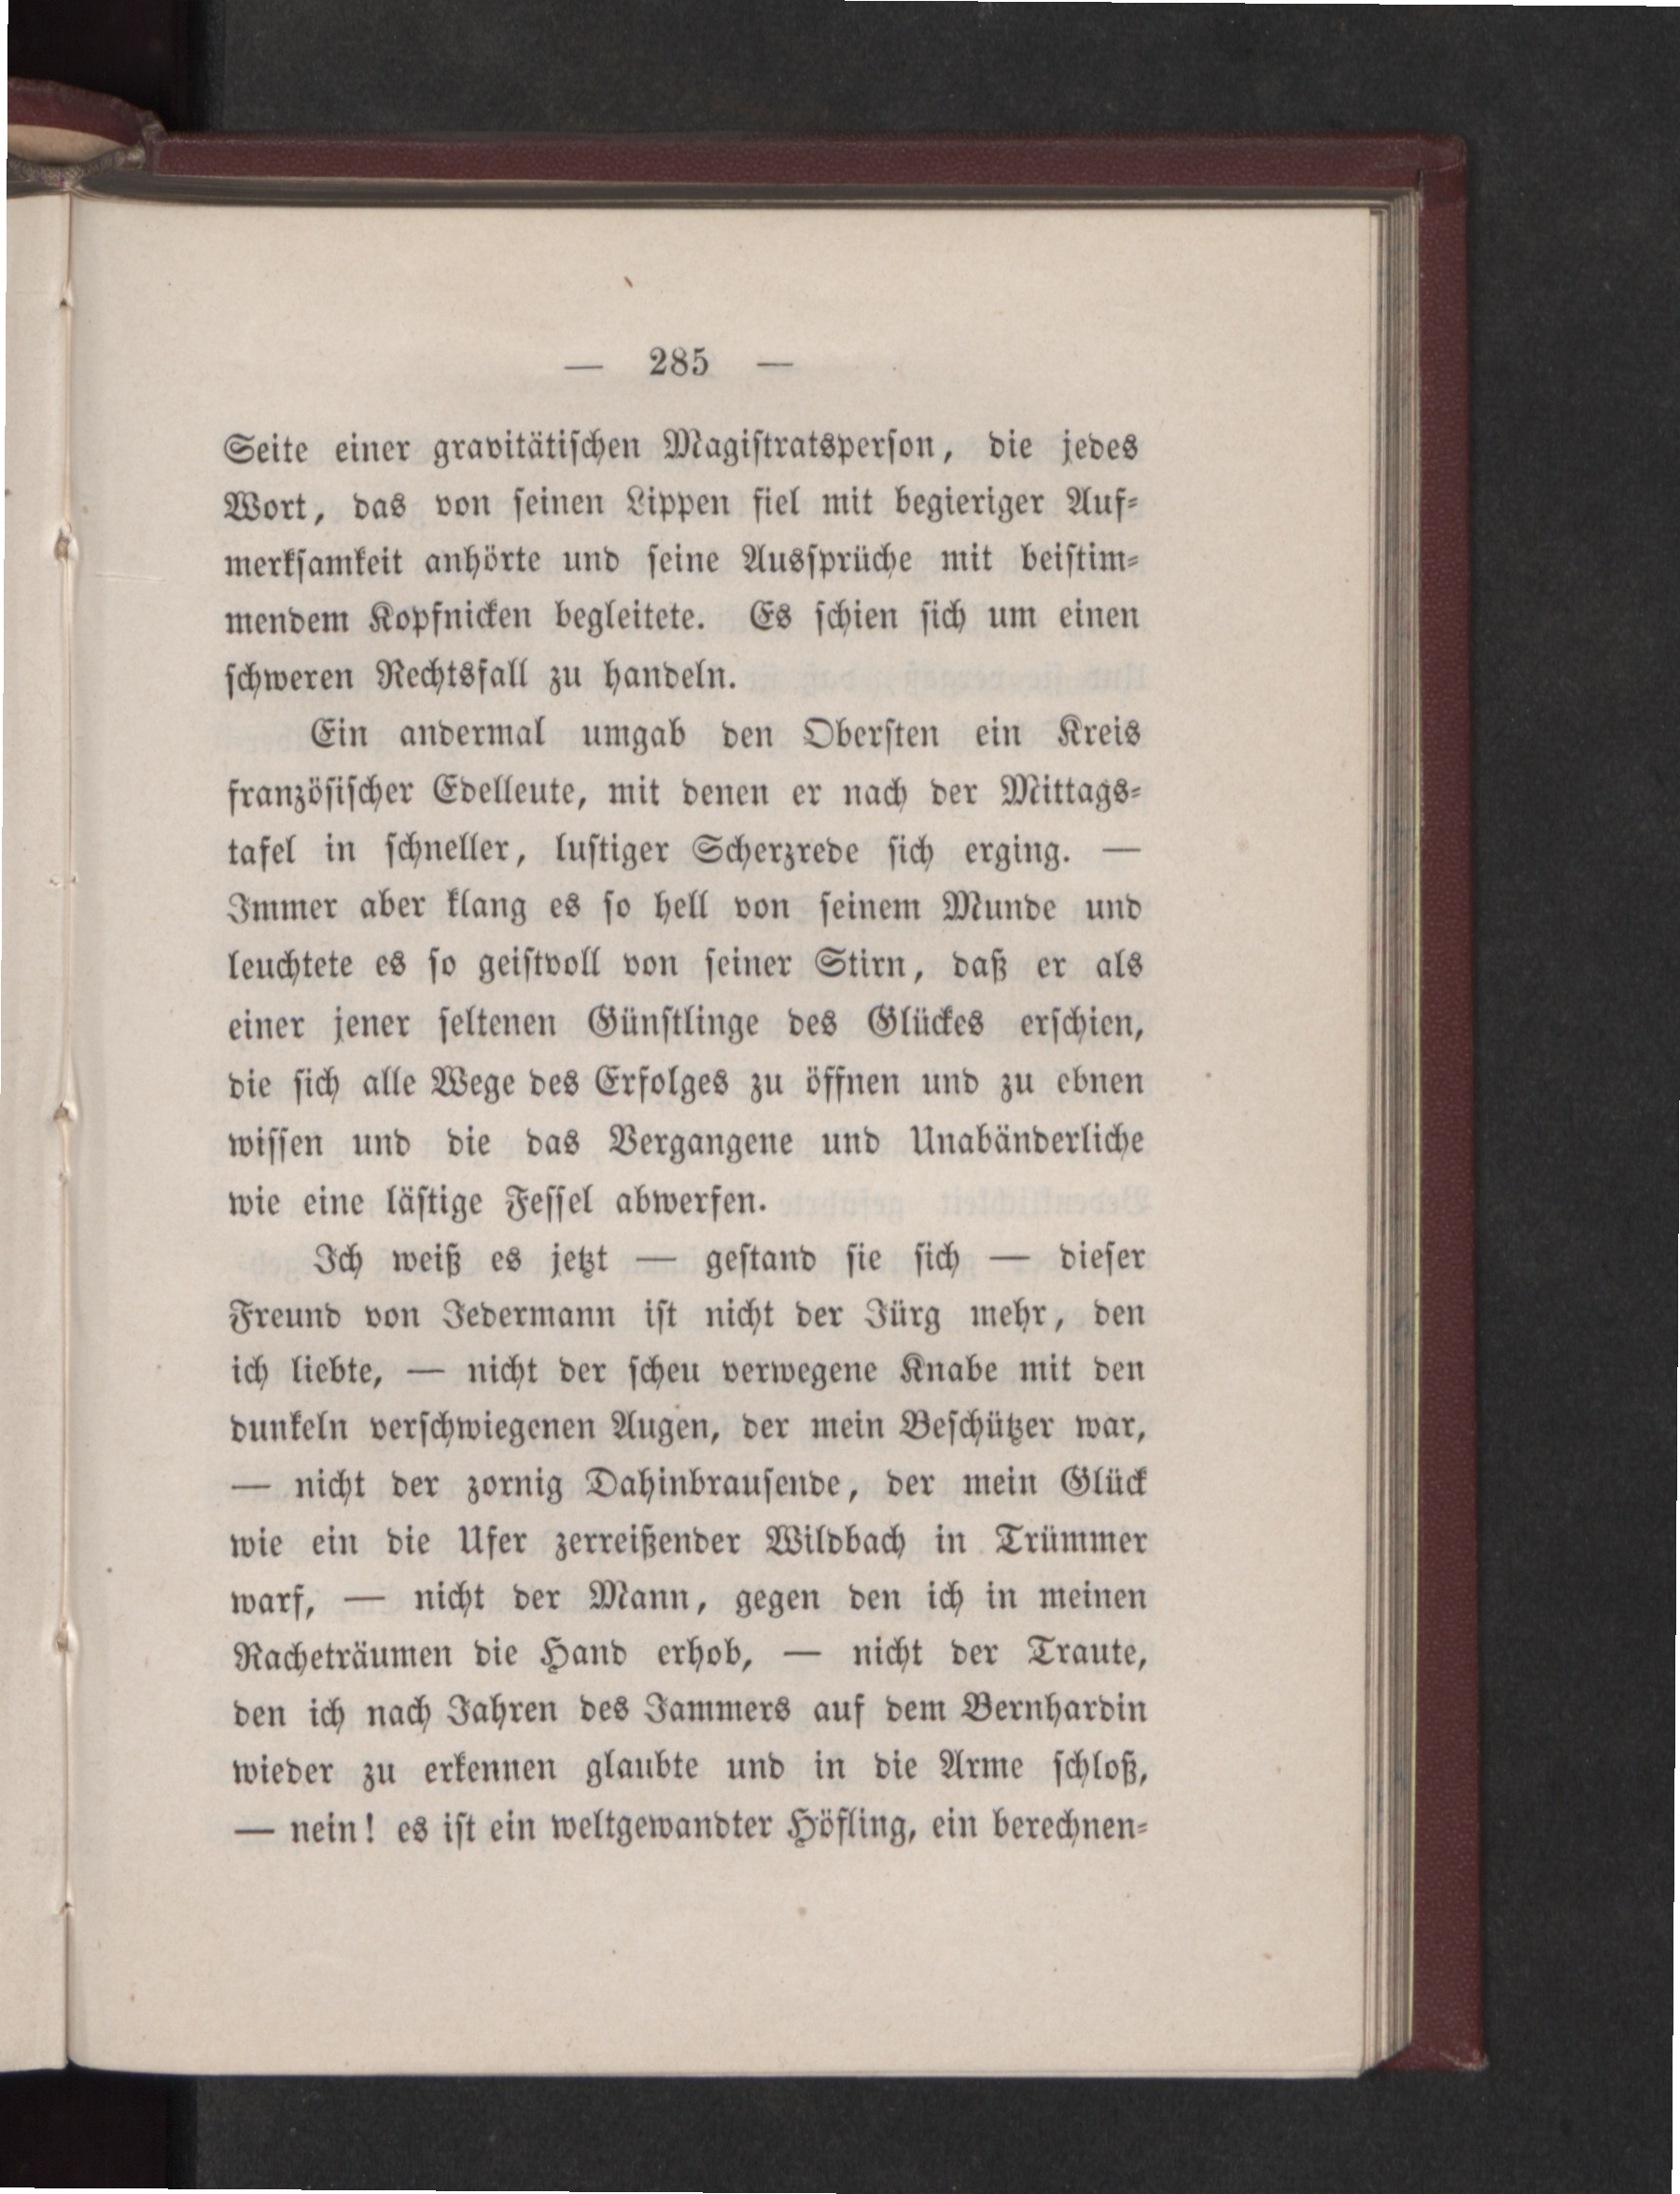 — 285 —
Seite einer gravitätischen Magistratsperson, die jedes
Wort, das von seinen Lippen fiel mit begieriger Auf-
merksamkeit anhörte und seine Aussprüche mit beistim-
mendem Kopfnicken begleitete. Es schien sich um einen
schweren Rechtsfall zu handeln.
Ein andermal umgab den Obersten ein Kreis
französischer Edelleute, mit denen er nach der Mittags-
tafel in schneller, lustiger Scherzrede sich erging. —
Immer aber klang es so hell von seinem Munde und
leuchtete es so geistvoll von seiner Stirn, daß er als
einer jener seltenen Günstlinge des Glückes erschien,
die sich alle Wege des Erfolges zu öffnen und zu ebnen
wissen und die das Vergangene und Unabänderliche
wie eine lästige Fessel abwerfen.
Ich weiß es jetzt — gestand sie sich — dieser
Freund von Jedermann ist nicht der Jürg mehr, den
ich liebte, — nicht der scheu verwegene Knabe mit den
dunkeln verschwiegenen Augen, der mein Beschützer war,
— nicht der zornig Dahinbrausende, der mein Glück
wie ein die Ufer zerreißender Wildbach in Trümmer
warf, — nicht der Mann, gegen den ich in meinen
Racheträumen die Hand erhob, — nicht der Traute,
den ich nach Jahren des Jammers auf dem Bernhardin
wieder zu erkennen glaubte und in die Arme schloß,
— nein! es ist ein weltgewandter Höfling, ein berechnen-